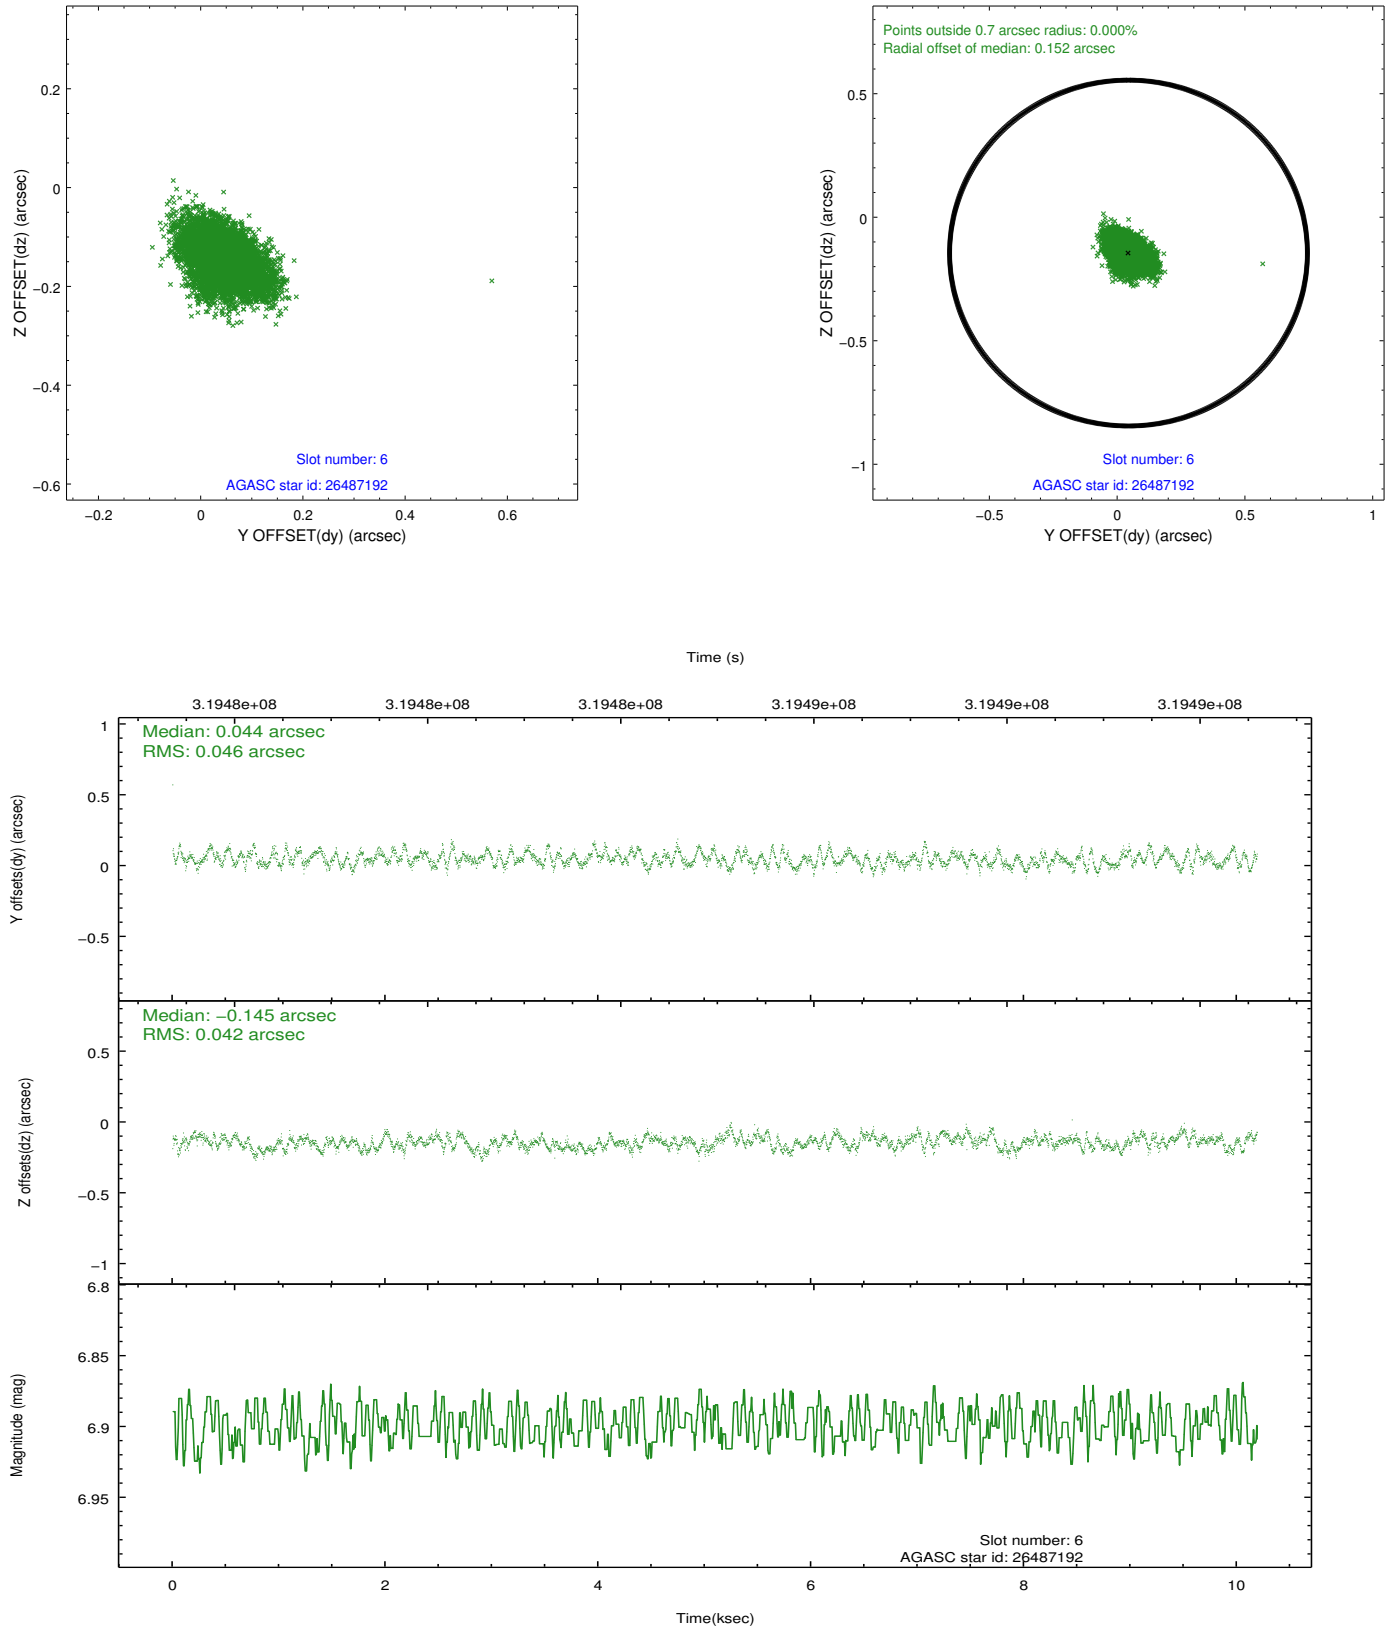 0.2
0
−0.2
−0.4
−0.6
Z OFFSET(dz) (arcsec)
Slot number: 6
AGASC star id: 26487192
−0.2 0 0.2 0.4 0.6
Y OFFSET(dy) (arcsec)
Points outside 0.7 arcsec radius: 0.000%
Radial offset of median: 0.152 arcsec
0.5
0
−0.5
−1
Z OFFSET(dz) (arcsec)
Slot number: 6
AGASC star id: 26487192
−0.5 0 0.5 1
Y OFFSET(dy) (arcsec)
Time (s)
3.1948e+08 3.1948e+08 3.1948e+08 3.1949e+08 3.1949e+08 3.1949e+08
Median: 0.044 arcsec
RMS: 0.046 arcsec
1
0.5
0
−0.5
Y offsets(dy) (arcsec)
Median: −0.145 arcsec
RMS: 0.042 arcsec
0.5
0
−0.5
−1
Z offsets(dz) (arcsec)
6.8
6.85
6.9
6.95
Magnitude (mag)
Slot number: 6
AGASC star id: 26487192
0 2 4 6 8 10
Time(ksec)